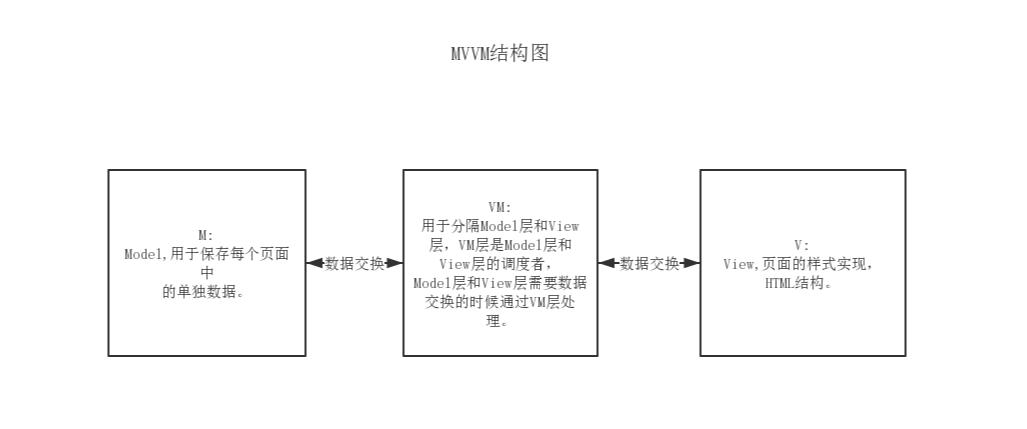 MVVM结构图
M:
Model,用于保存每个页面
中
的单独数据。
数据交换
VM:
用于分隔Model层和View
层，VM层是Model层和
View层的调度者，
Model层和View层需要数据
交换的时候通过VM层处
理。
数据交换
V:
View,页面的样式实现，
HTML结构。